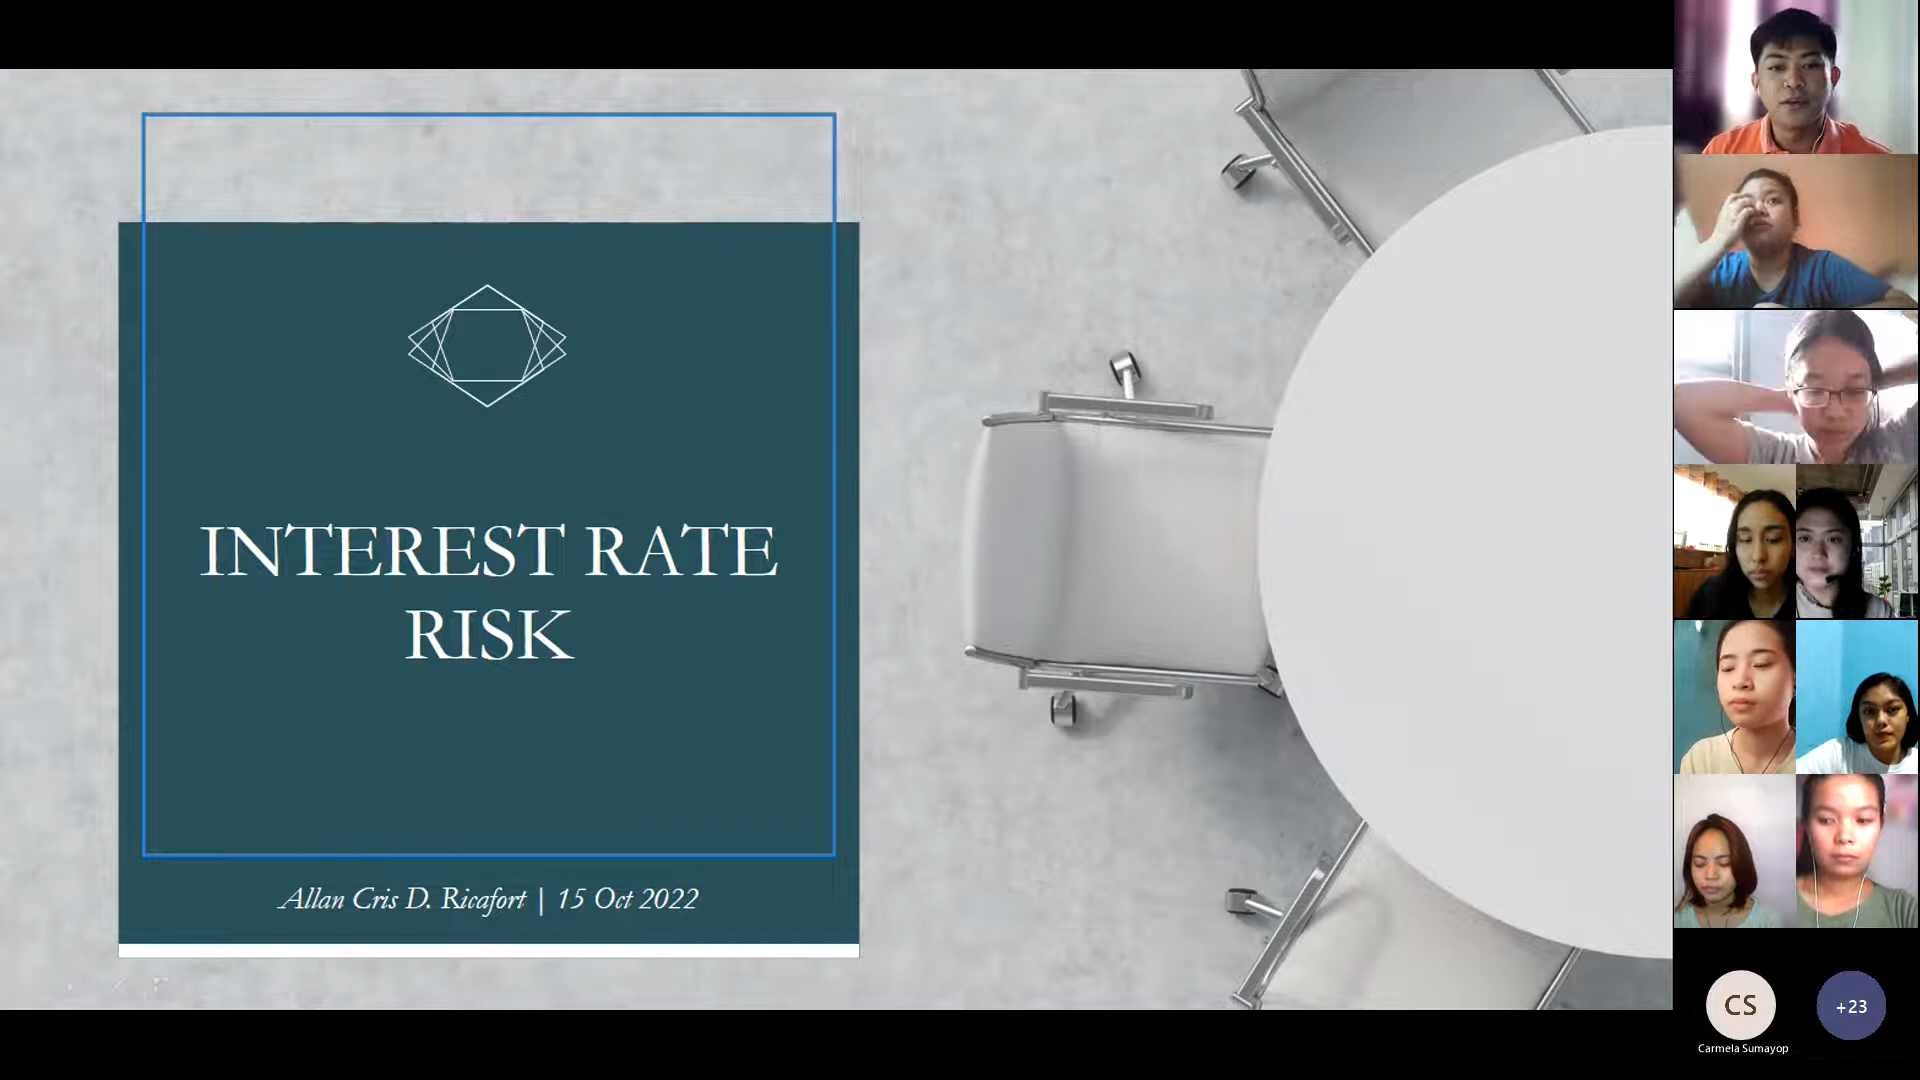 INTEREST RATE
RISK
Allan Cris D. Ricafort | 15 Oct 2022
CS
+23
Carmela Sumayop